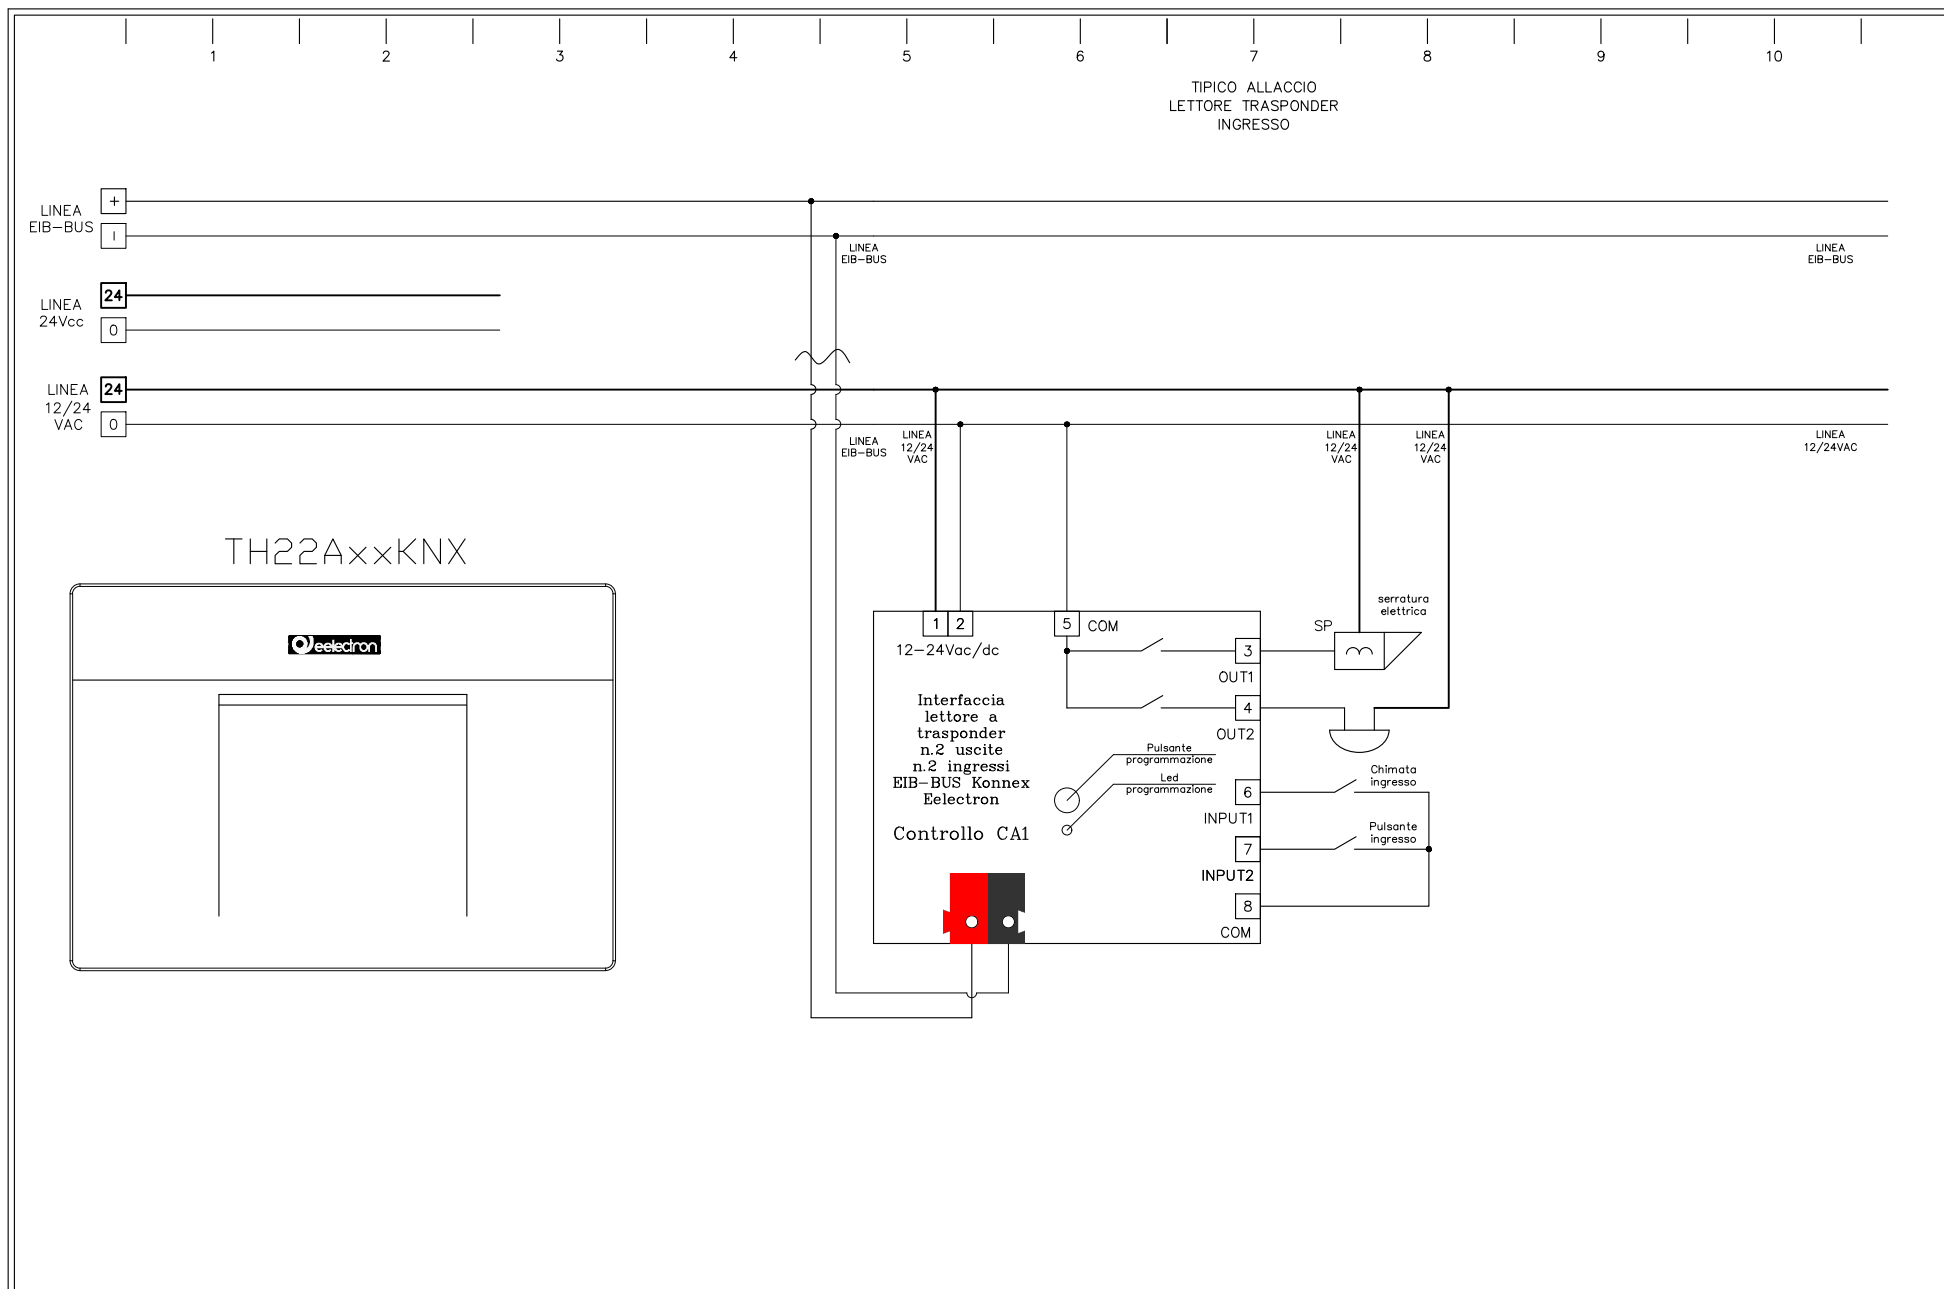 1 2 3 4 5 6 7 8 9 10
TIPICO ALLACCIO
LETTORE TRASPONDER
INGRESSO
LINEA
EIB-BUS
+
-
LINEA
EIB-BUS
LINEA
EIB-BUS
LINEA
24Vcc
24
0
LINEA
12/24
VAC
24
0
LINEA
EIB-BUS
LINEA
12/24
VAC
LINEA
12/24
VAC
LINEA
12/24
VAC
LINEA
12/24VAC
TH22AxxKNX
eelectron
1 2
12-24Vac/dc
5 COM
3
OUT1
4
OUT2
SP
serratura
elettrica
Interfaccia
lettore a
trasponder
n.2 uscite
n.2 ingressi
EIB-BUS Konnex
Eelectron
Controllo CA1
Pulsante
programmazione
Led
programmazione
6
INPUT1
7
INPUT2
8
COM
Chimata
ingresso
Pulsante
ingresso